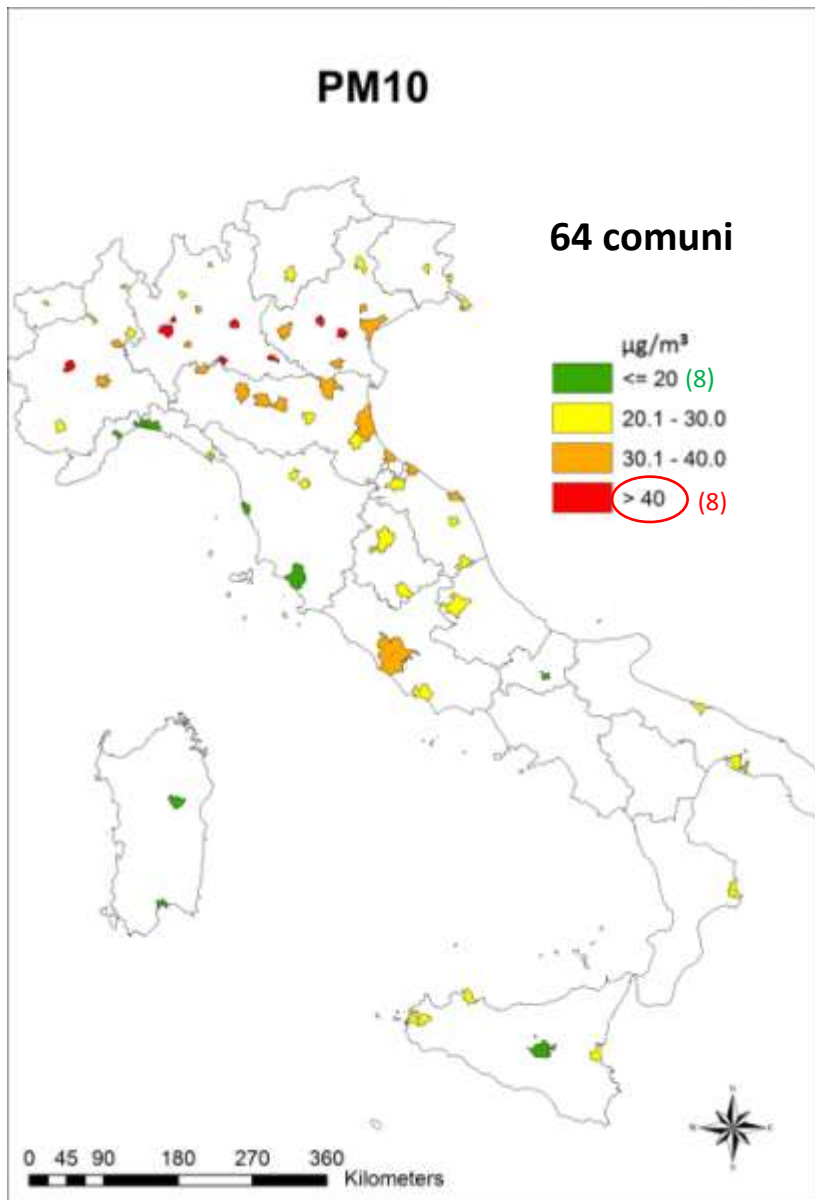 PM10
64 comuni
µg/m³
<= 20 (8)
20.1 - 30.0
30.1 - 40.0
> 40 (8)
N
W E
S
0 45 90 180 270 360
Kilometers